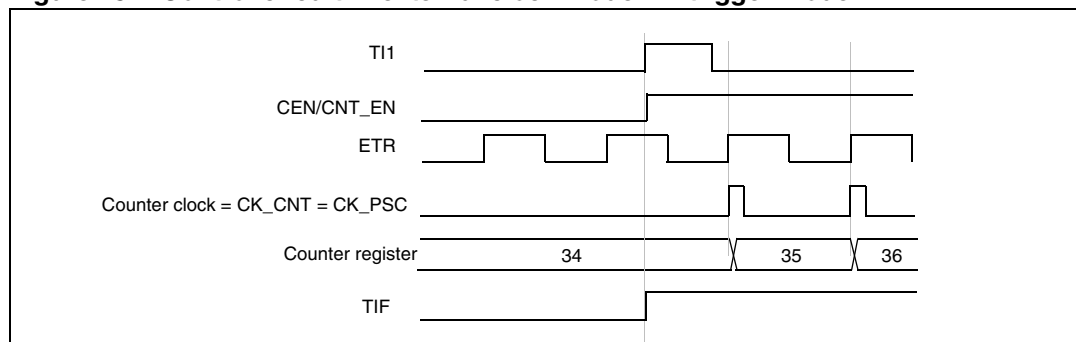 TI1
CEN/CNT_EN
ETR
Counter clock = CK_CNT = CK_PSC
Counter register
34
35
36
TIF